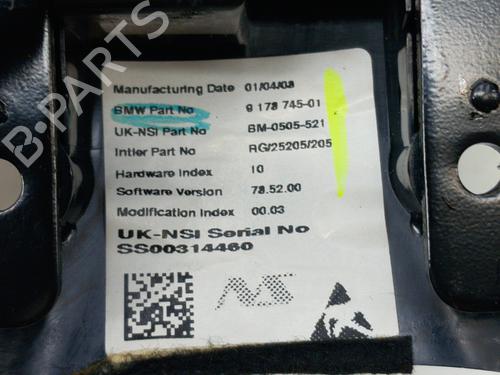 B-PARTS
Manufacturing Date 01/04/08
BMW Part No 9 178 745-01
UK-NSI Part No BM-0505-521
Intier Part No RG/25205/205
Hardware Index 10
Software Version 78.52.00
Modification Index 00.03
UK-NSI Serial No
SS00314460
NS